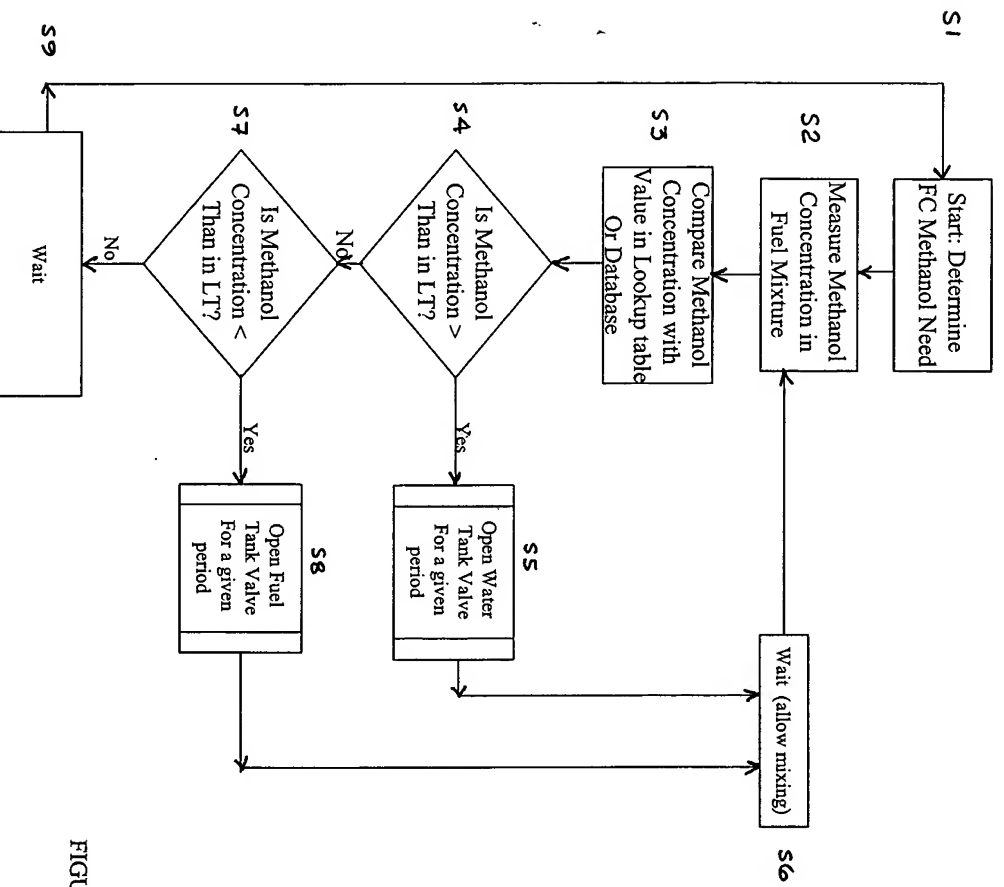 S1
Start: Determine
FC Methanol Need
S2
Measure Methanol
Concentration in
Fuel Mixture
S3
Compare Methanol
Concentration with
Value in Lookup table
Or Database
S4
Is Methanol
Concentration >
Than in LT?
Yes
No
S5
Open Water
Tank Valve
For a given
period
Wait (allow mixing)
S6
S7
Is Methanol
Concentration <
Than in LT?
Yes
No
S8
Open Fuel
Tank Valve
For a given
period
S9
Wait